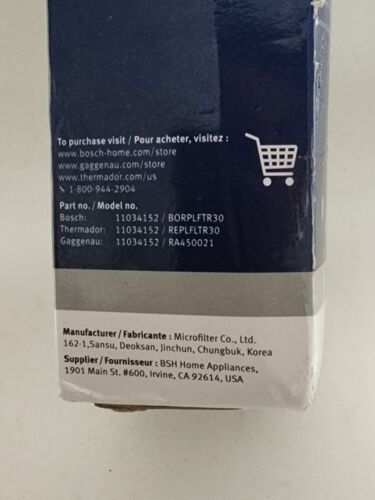 To purchase visit / Pour acheter, visitez :
www.bosch-home.com/store
www.gaggenau.com/store
www.thermador.com/us
1-800-944-2904
Part no. / Model no.
Bosch: 11034152 / BORPLFTR30
Thermador: 11034152 / REPLFLTR30
Gaggenau: 11034152 / RA450021
Manufacturer / Fabricante : Microfilter Co., Ltd.
162-1,Sansu, Deoksan, Jinchun, Chungbuk, Korea
Supplier / Fournisseur : BSH Home Appliances,
1901 Main St. #600, Irvine, CA 92614, USA